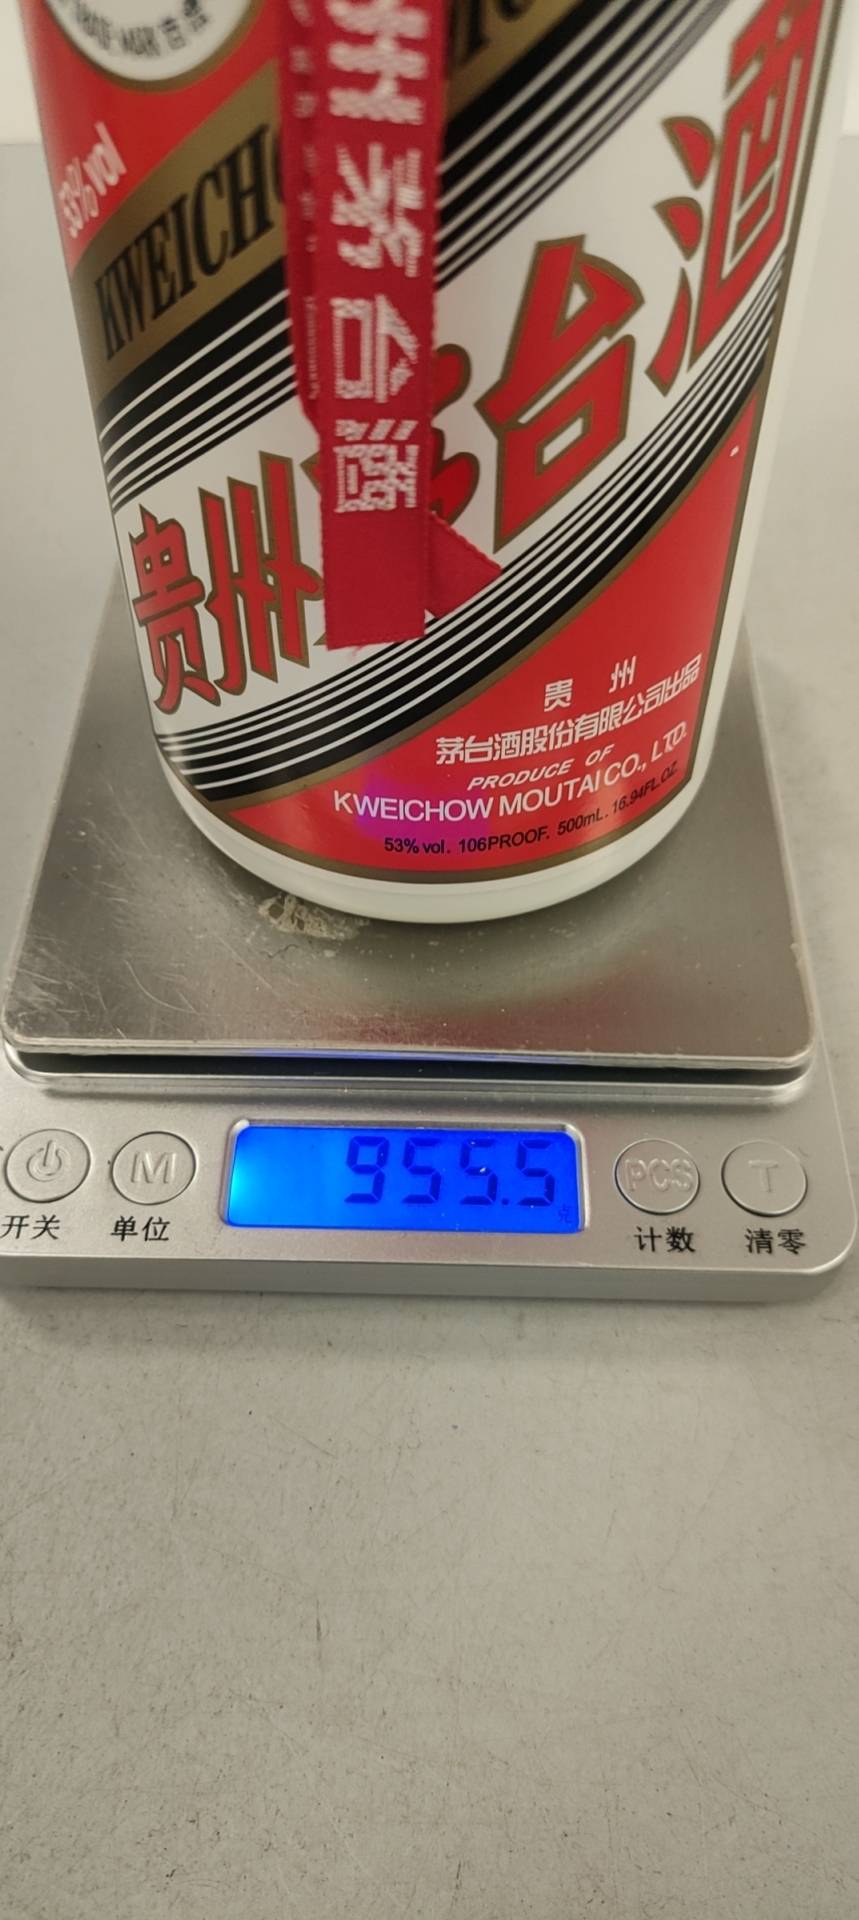 53%vol
KWEICHO
州茅台酒
贵州 台酒
贵 州
茅台酒股份有限公司出品
PRODUCE OF
KWEICHOW MOUTAI CO., LTD.
53%vol. 106PROOF. 500mL. 16.94FL.OZ
955.5
克
M
PCS
T
开关
单位
计数
清零